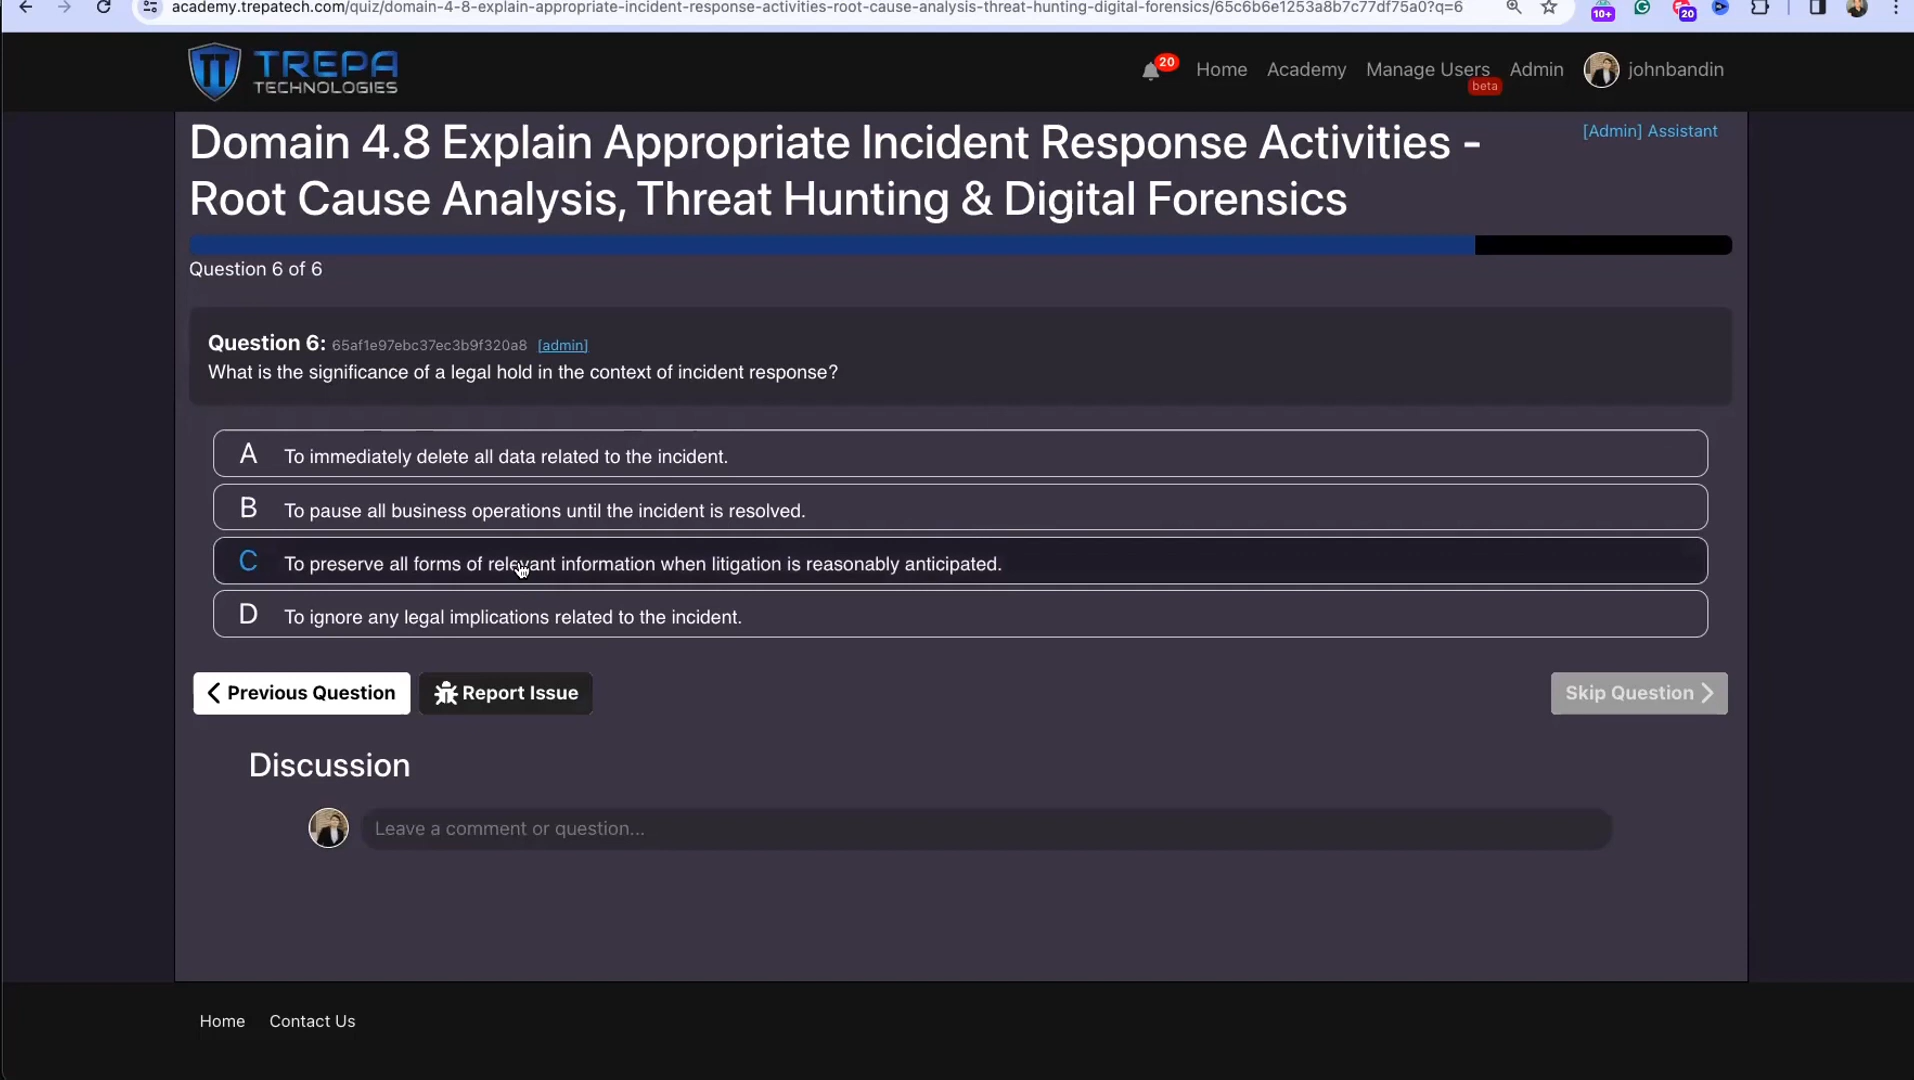 academy.trepatech.com/quiz/domain-4-8-explain-appropriate-incident-response-activities-root-cause-analysis-threat-hunting-digital-forensics/65c6b6e1253a8b7c77df75a0?q=6
10+
20
TREPA
TECHNOLOGIES
20
Home
Academy
Manage Users
beta
Admin
johnbandin
Domain 4.8 Explain Appropriate Incident Response Activities -
Root Cause Analysis, Threat Hunting & Digital Forensics
[Admin] Assistant
Question 6 of 6
Question 6: 65af1e97ebc37ec3b9f320a8 [admin]
What is the significance of a legal hold in the context of incident response?
A To immediately delete all data related to the incident.
B To pause all business operations until the incident is resolved.
C To preserve all forms of relevant information when litigation is reasonably anticipated.
D To ignore any legal implications related to the incident.
Previous Question
Report Issue
Skip Question
Discussion
Leave a comment or question...
Home
Contact Us